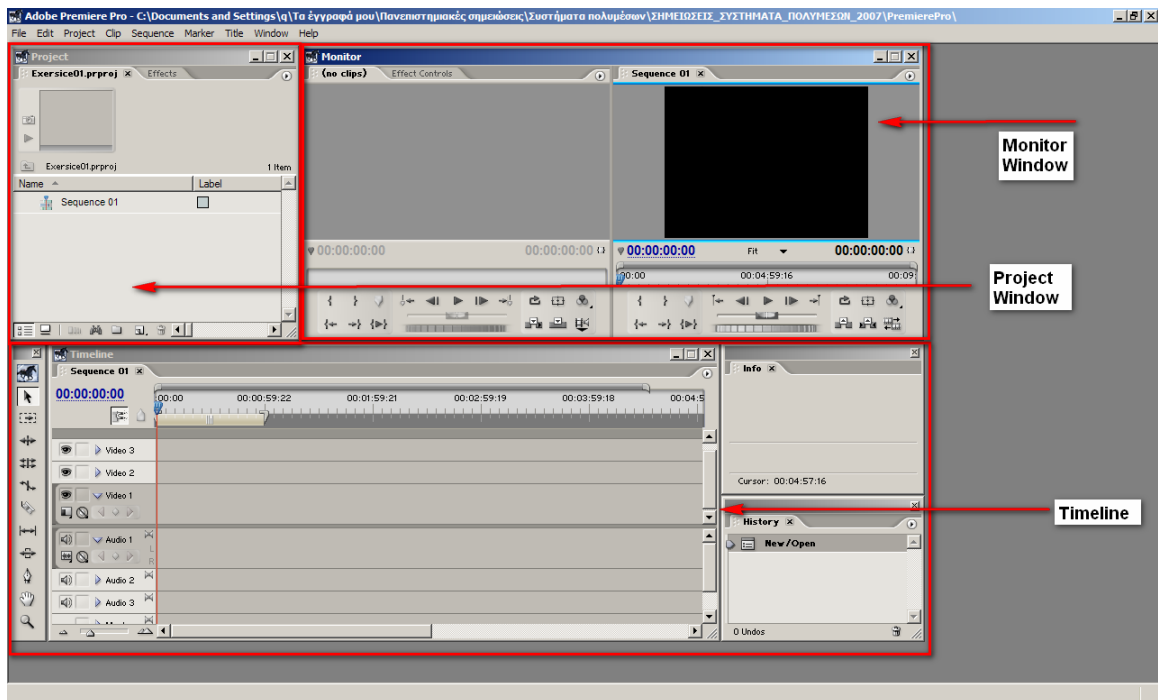 Adobe Premiere Pro - C:\Documents and Settings\q\Τα έγγραφά μου\Πανεπιστημιακές σημειώσεις\Συστήματα πολυμέσων\ΣΗΜΕΙΩΣΕΙΣ_ΣΥΣΤΗΜΑΤΑ_ΠΟΛΥΜΕΣΩΝ_2007\PremierePro\
File Edit Project Clip Sequence Marker Title Window Help
Project
Exersice01.prproj Effects
Exersice01.prproj 1 Item
Name Label
Sequence 01
Monitor
(no clips) Effect Controls
00:00:00:00 00:00:00:00
Sequence 01
00:00:00:00 Fit 00:00:00:00
00:00 00:04:59:16 00:09:
Monitor
Window
Project
Window
Timeline
Sequence 01
00:00:00:00
00:00 00:00:59:22 00:01:59:21 00:02:59:19 00:03:59:18 00:04:5
Video 3
Video 2
Video 1
Audio 1
L
R
Audio 2
Audio 3
Info
Cursor: 00:04:57:16
History
New/Open
0 Undos
Timeline